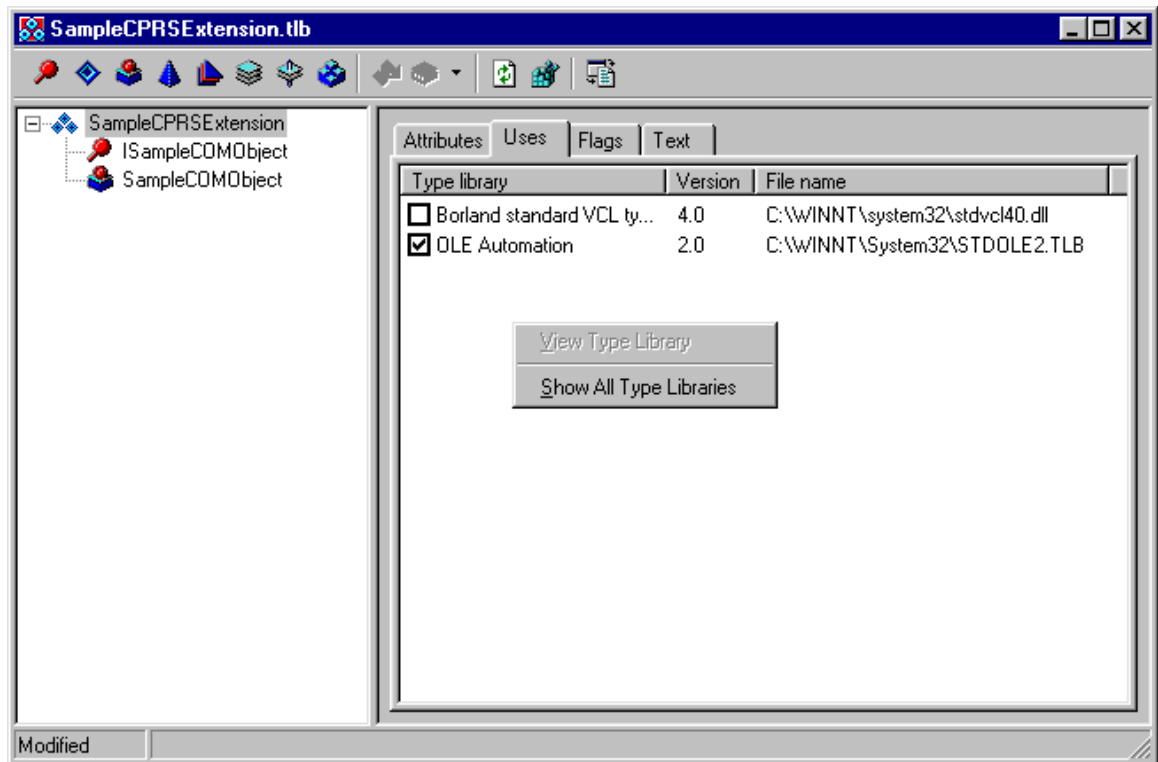 SampleCPRSExtension.tlb
SampleCPRSExtension
ISampleCOMObject
SampleCOMObject
Attributes Uses Flags Text
Type library Version File name
Borland standard VCL ty... 4.0 C:\WINNT\system32\stdvcl40.dll
OLE Automation 2.0 C:\WINNT\System32\STDOLE2.TLB
View Type Library
Show All Type Libraries
Modified